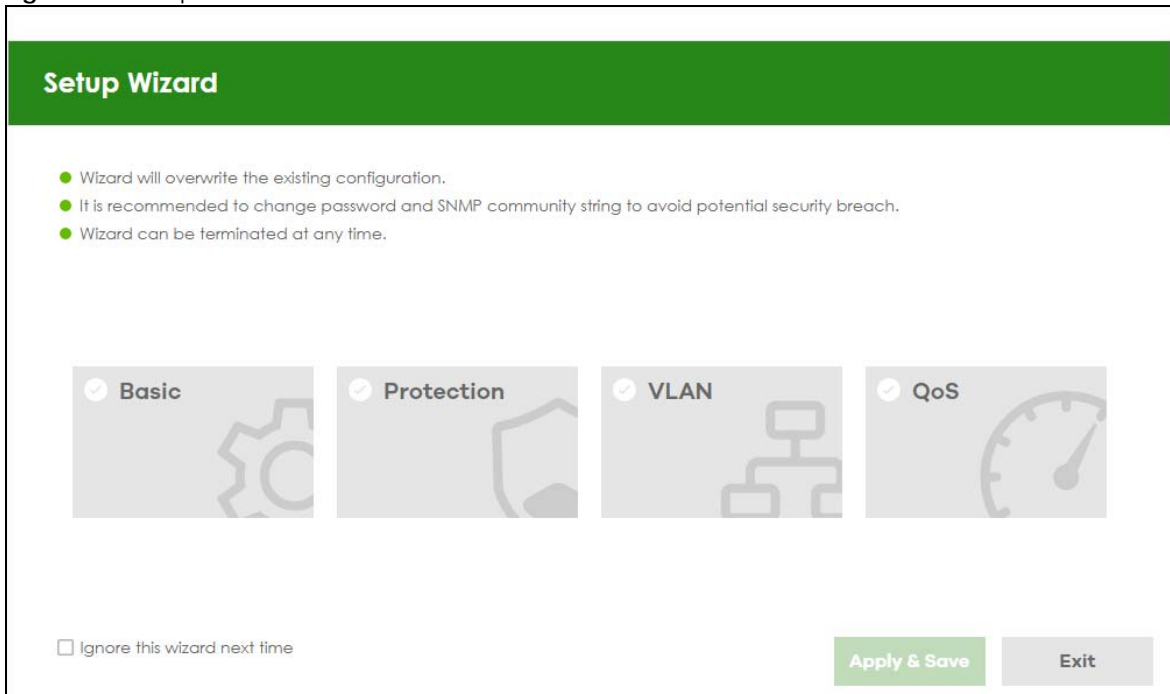 Setup Wizard
Wizard will overwrite the existing configuration.
It is recommended to change password and SNMP community string to avoid potential security breach.
Wizard can be terminated at any time.
Basic
Protection
VLAN
QoS
Ignore this wizard next time
Apply & Save
Exit